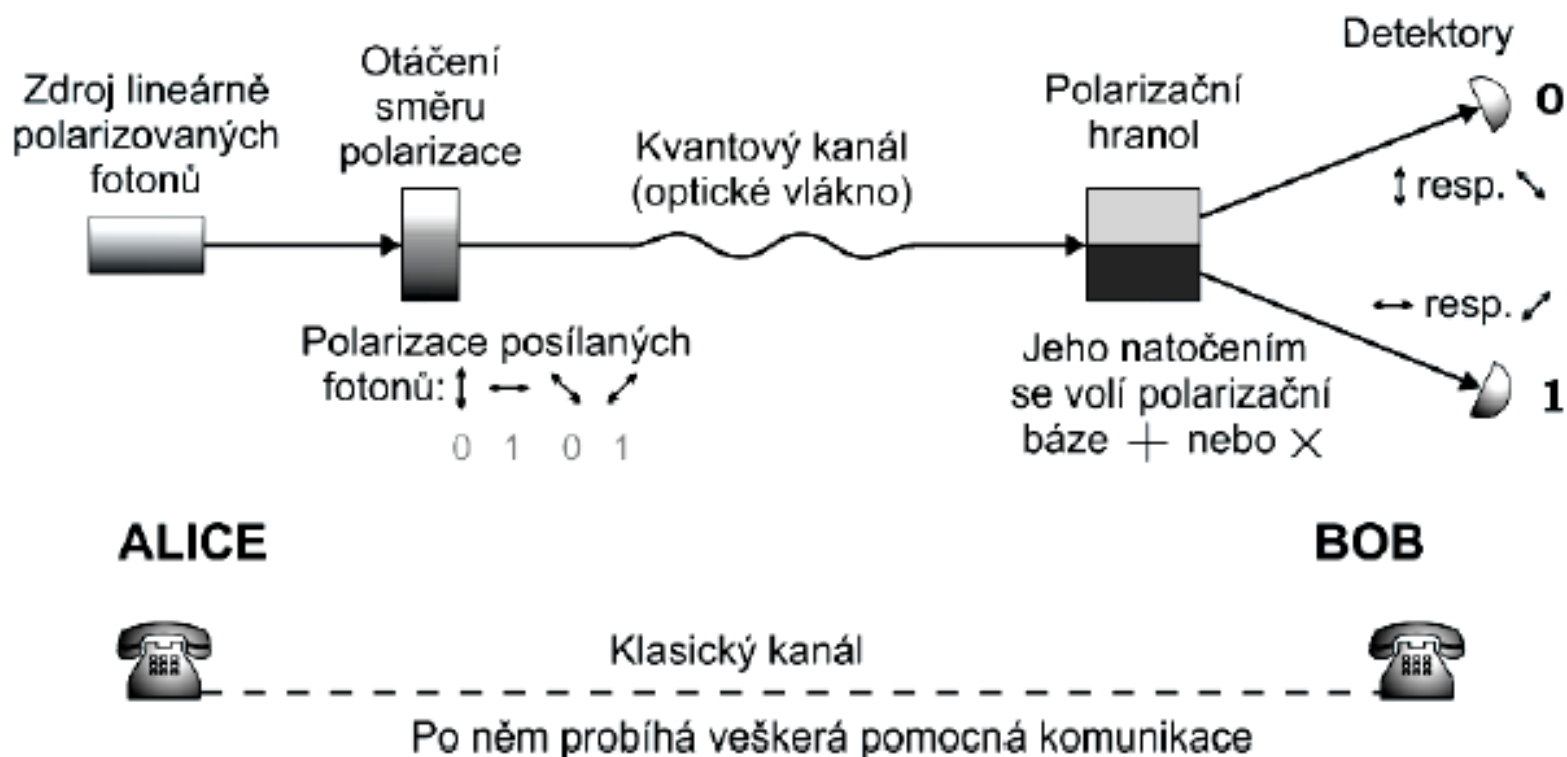 Zdroj lineárně
polarizovaných
fotonů
Otáčení
směru
polarizace
Polarizace posílaných
fotonů:
0 1 0 1
Kvantový kanál
(optické vlákno)
Polarizační
hranol
Jeho natočením
se volí polarizační
báze + nebo ×
Detektory
0
resp.
resp.
1
ALICE
BOB
Klasický kanál
Po něm probíhá veškerá pomocná komunikace